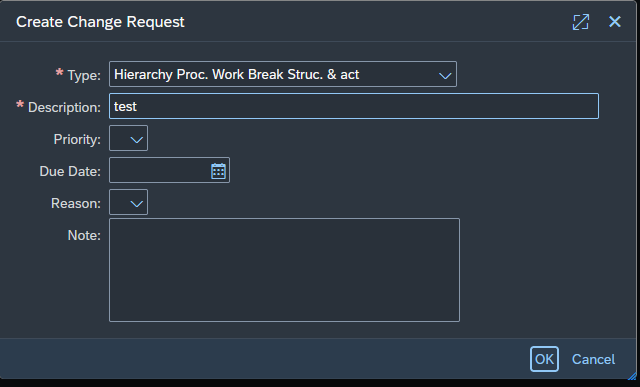 Create Change Request
* Type: Hierarchy Proc. Work Break Struc. & act
* Description: test
Priority:
Due Date:
Reason:
Note:
OK Cancel